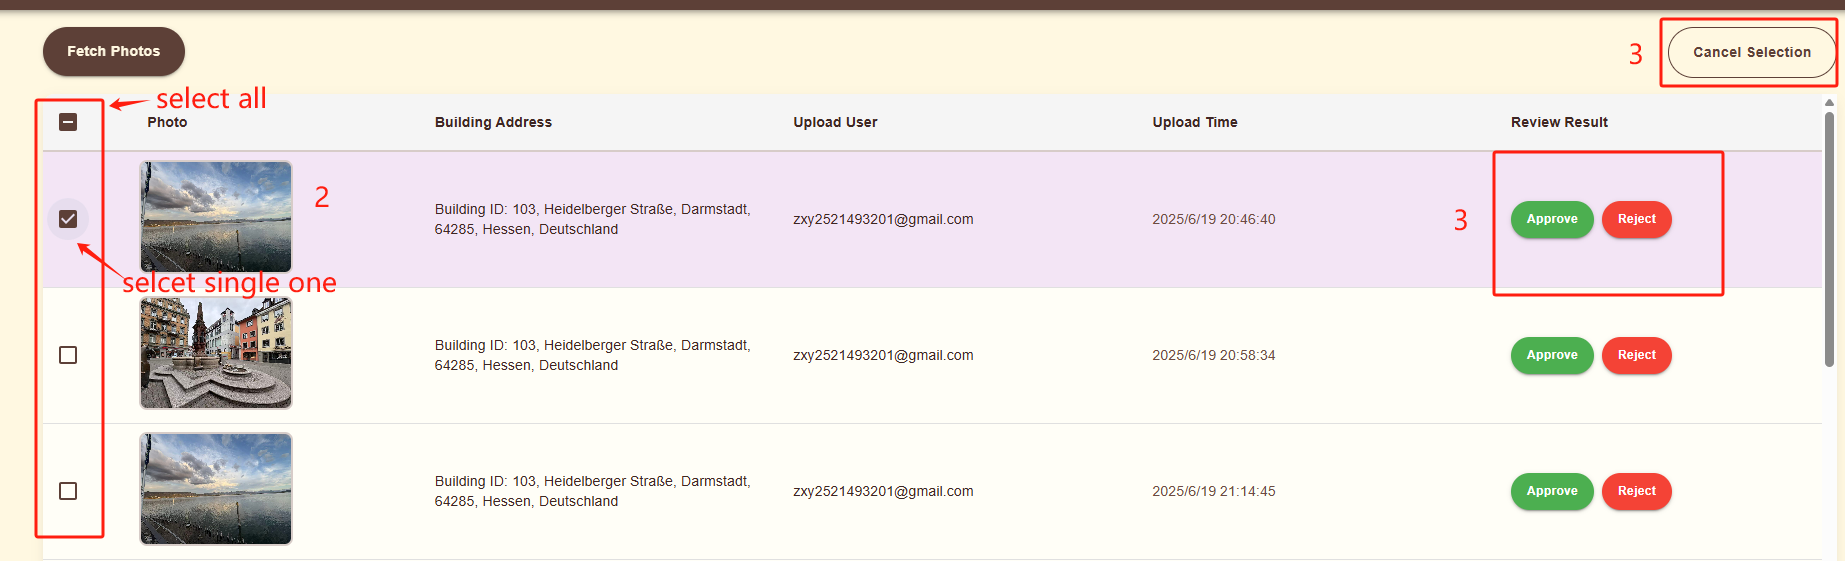 Fetch Photos
3
Cancel Selection
select all
Photo
Building Address
Upload User
Upload Time
Review Result
2
Building ID: 103, Heidelberger Straße, Darmstadt,
64285, Hessen, Deutschland
zxy2521493201@gmail.com
2025/6/19 20:46:40
3
Approve
Reject
selcet single one
Building ID: 103, Heidelberger Straße, Darmstadt,
64285, Hessen, Deutschland
zxy2521493201@gmail.com
2025/6/19 20:58:34
Approve
Reject
Building ID: 103, Heidelberger Straße, Darmstadt,
64285, Hessen, Deutschland
zxy2521493201@gmail.com
2025/6/19 21:14:45
Approve
Reject